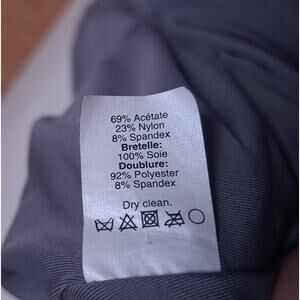 69% Acétate
23% Nylon
8% Spandex
Bretelle:
100% Soie
Doublure:
92% Polyester
8% Spandex
Dry clean.